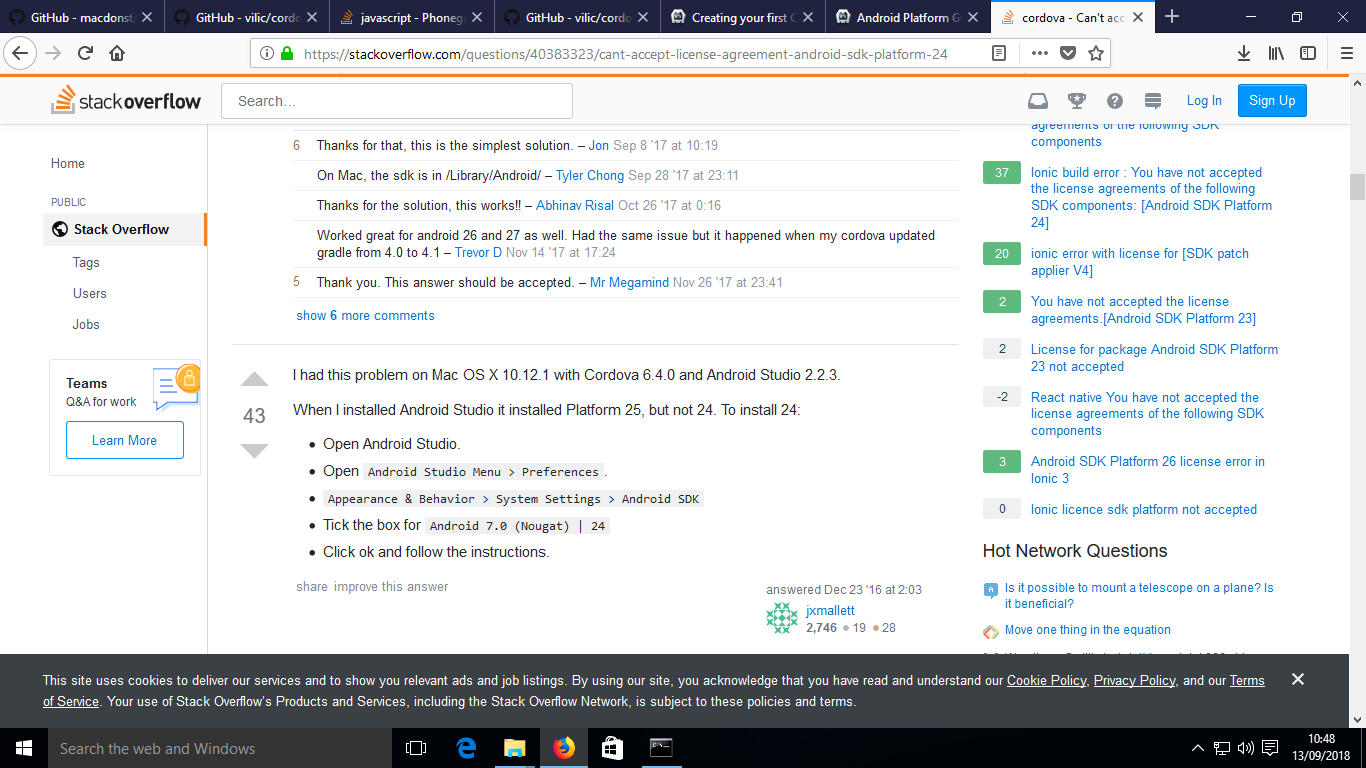 GitHub - macdonst/
GitHub - vilic/cordo
javascript - Phonega
GitHub - vilic/cordo
Creating your first C
Android Platform G
cordova - Can't acc
https://stackoverflow.com/questions/40383323/cant-accept-license-agreement-android-sdk-platform-24
stackoverflow
Search...
Log In
Sign Up
Home
PUBLIC
Stack Overflow
Tags
Users
Jobs
Teams
Q&A for work
Learn More
6 Thanks for that, this is the simplest solution. – Jon Sep 8 '17 at 10:19
On Mac, the sdk is in /Library/Android/ – Tyler Chong Sep 28 '17 at 23:11
Thanks for the solution, this works!! – Abhinav Risal Oct 26 '17 at 0:16
Worked great for android 26 and 27 as well. Had the same issue but it happened when my cordova updated
gradle from 4.0 to 4.1 – Trevor D Nov 14 '17 at 17:24
5 Thank you. This answer should be accepted. – Mr Megamind Nov 26 '17 at 23:41
show 6 more comments
43
I had this problem on Mac OS X 10.12.1 with Cordova 6.4.0 and Android Studio 2.2.3.
When I installed Android Studio it installed Platform 25, but not 24. To install 24:
• Open Android Studio.
• Open Android Studio Menu > Preferences.
• Appearance & Behavior > System Settings > Android SDK
• Tick the box for Android 7.0 (Nougat) | 24
• Click ok and follow the instructions.
share improve this answer
answered Dec 23 '16 at 2:03
jxmallett
2,746 ● 19 ● 28
agreements of the following SDK
components
37 Ionic build error : You have not accepted
the license agreements of the following
SDK components: [Android SDK Platform
24]
20 ionic error with license for [SDK patch
applier V4]
2 You have not accepted the license
agreements.[Android SDK Platform 23]
2 License for package Android SDK Platform
23 not accepted
-2 React native You have not accepted the
license agreements of the following SDK
components
3 Android SDK Platform 26 license error in
Ionic 3
0 Ionic licence sdk platform not accepted
Hot Network Questions
Is it possible to mount a telescope on a plane? Is
it beneficial?
Move one thing in the equation
This site uses cookies to deliver our services and to show you relevant ads and job listings. By using our site, you acknowledge that you have read and understand our Cookie Policy, Privacy Policy, and our Terms
of Service. Your use of Stack Overflow's Products and Services, including the Stack Overflow Network, is subject to these policies and terms.
Search the web and Windows
10:48
13/09/2018